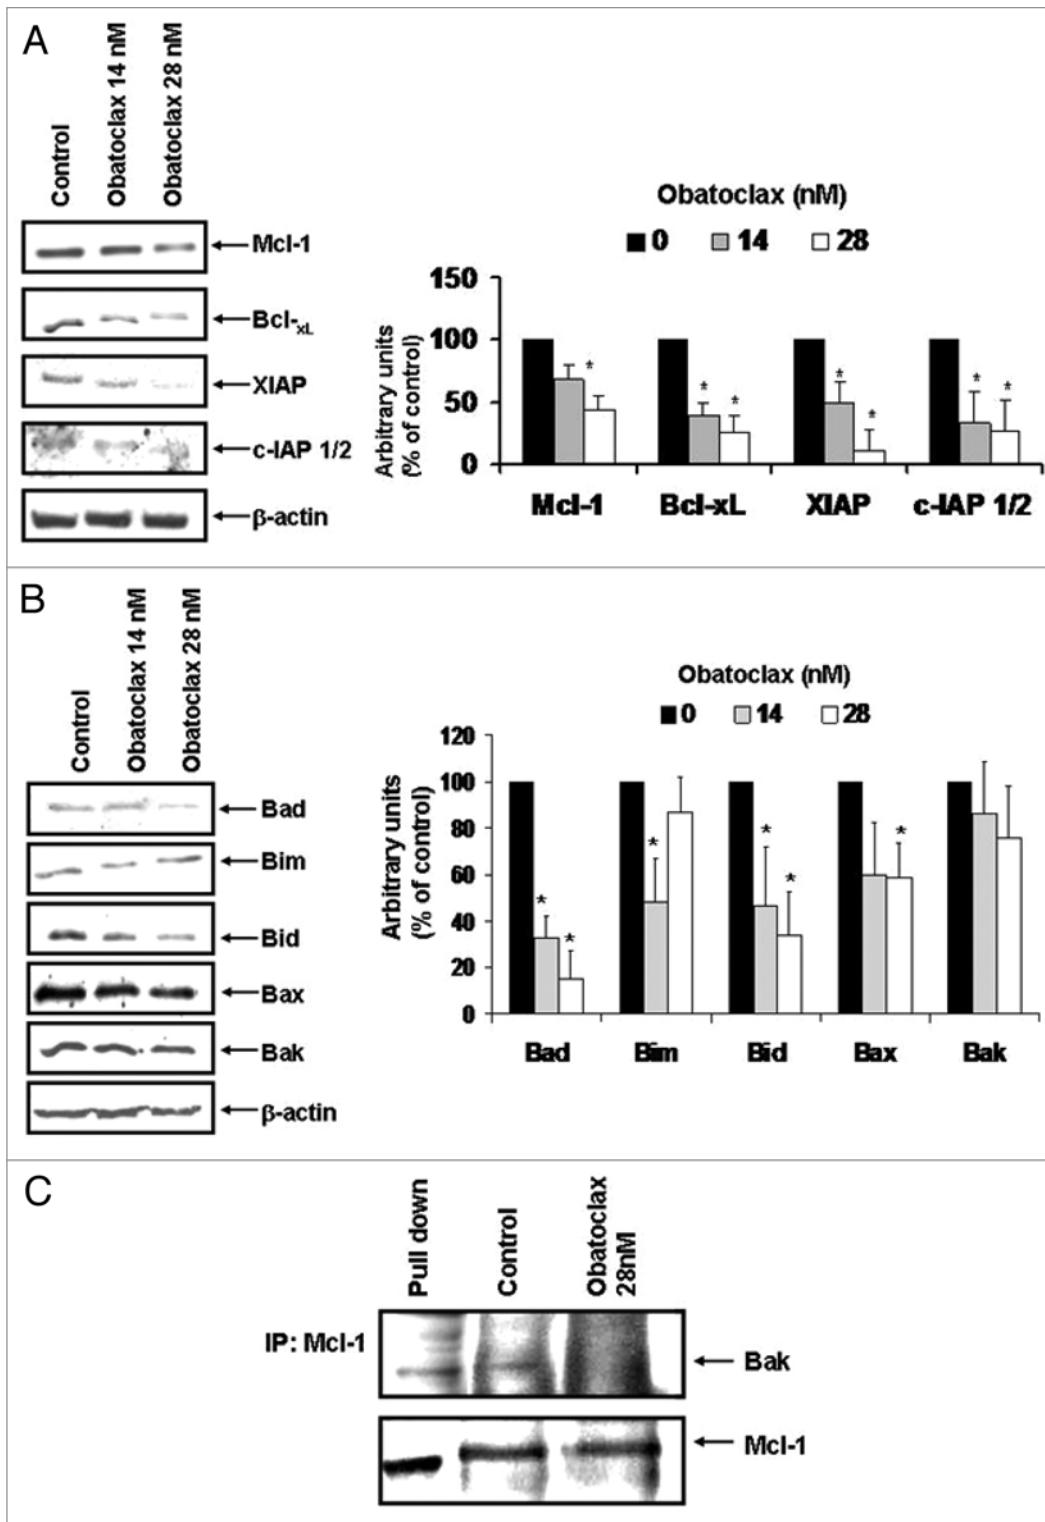 A
Control
Obatoclax 14 nM
Obatoclax 28 nM
Mcl-1
Bcl-xL
XIAP
c-IAP 1/2
β-actin
Obatoclax (nM)
0 14 28
Arbitrary units
(% of control)
150
100
50
0
Mcl-1 Bcl-xL XIAP c-IAP 1/2
* * * * * * *
B
Control
Obatoclax 14 nM
Obatoclax 28 nM
Bad
Bim
Bid
Bax
Bak
β-actin
Obatoclax (nM)
0 14 28
Arbitrary units
(% of control)
120
100
80
60
40
20
0
Bad Bim Bid Bax Bak
* * * * * *
C
Pull down
Control
Obatoclax
28nM
IP: Mcl-1
Bak
Mcl-1